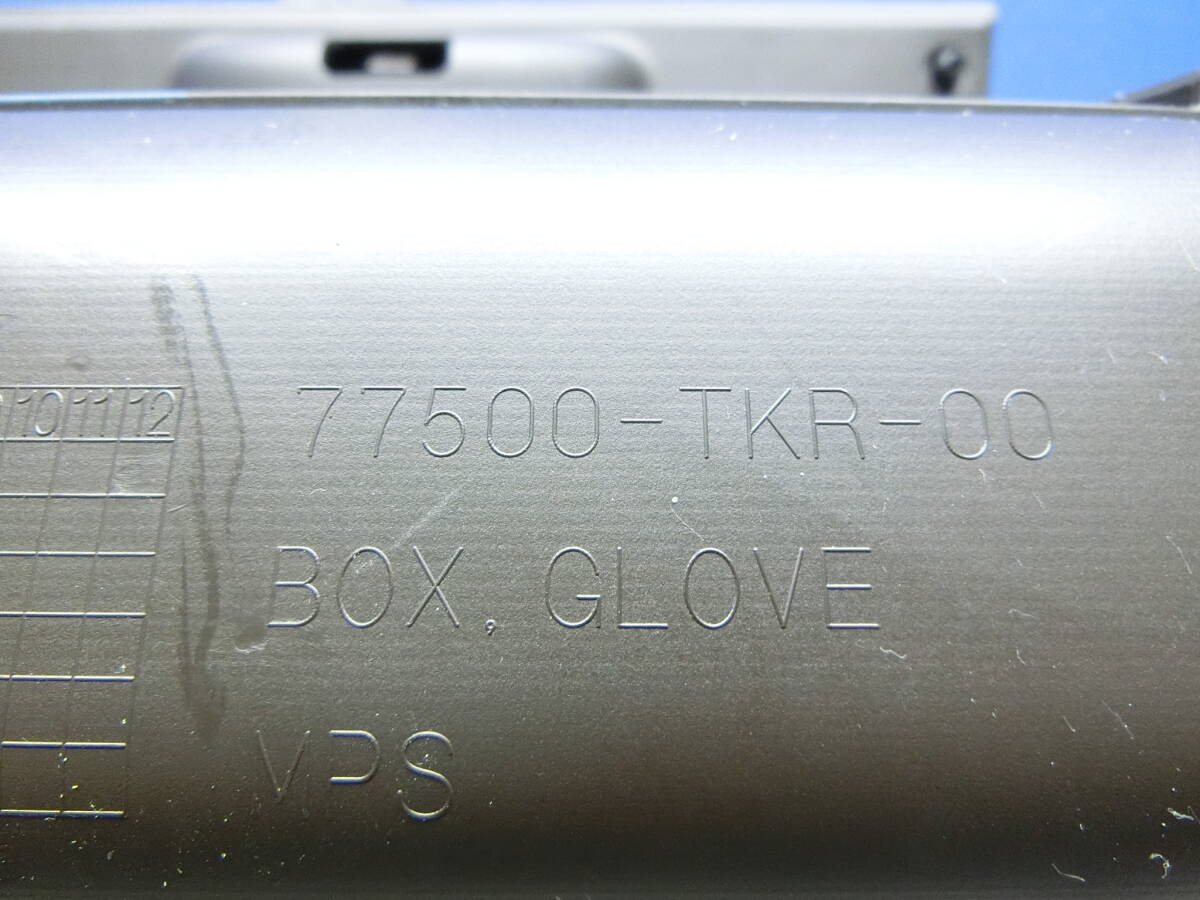 10 11 12
77500-TKR-00
BOX, GLOVE
VPS